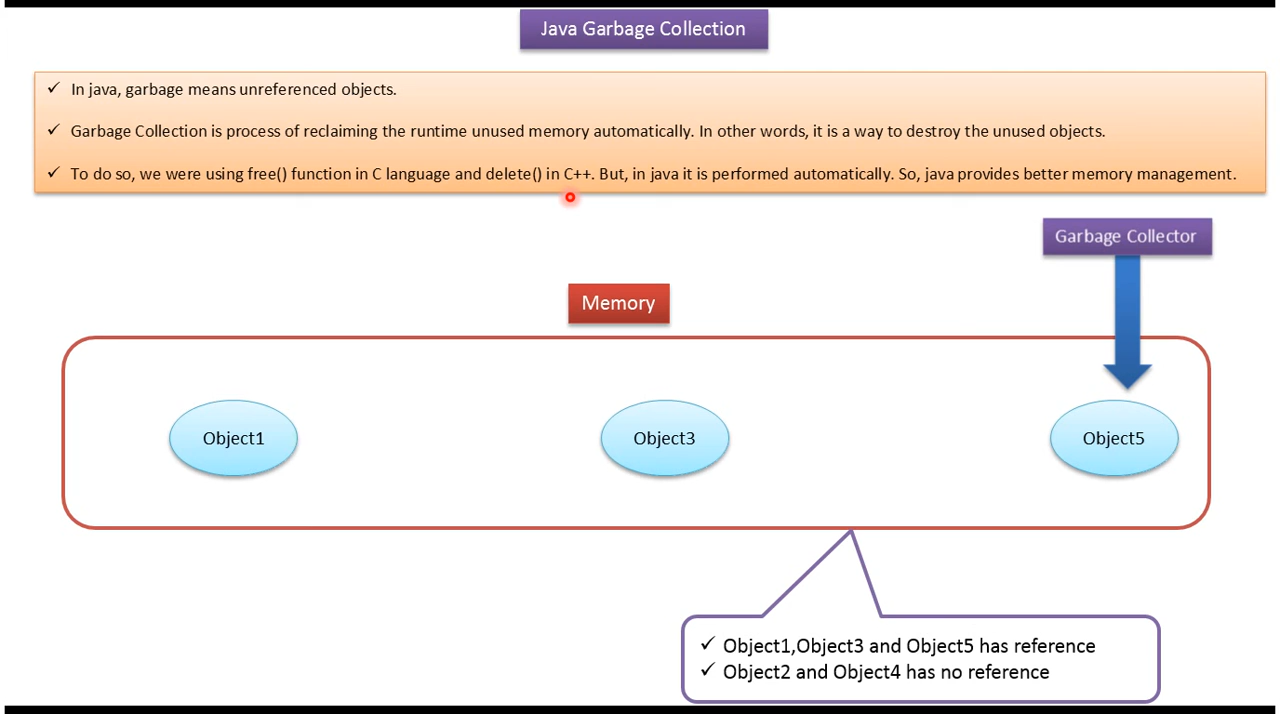 Java Garbage Collection
✓ In java, garbage means unreferenced objects.
✓ Garbage Collection is process of reclaiming the runtime unused memory automatically. In other words, it is a way to destroy the unused objects.
✓ To do so, we were using free() function in C language and delete() in C++. But, in java it is performed automatically. So, java provides better memory management.
Garbage Collector
Memory
Object1
Object3
Object5
✓ Object1,Object3 and Object5 has reference
✓ Object2 and Object4 has no reference